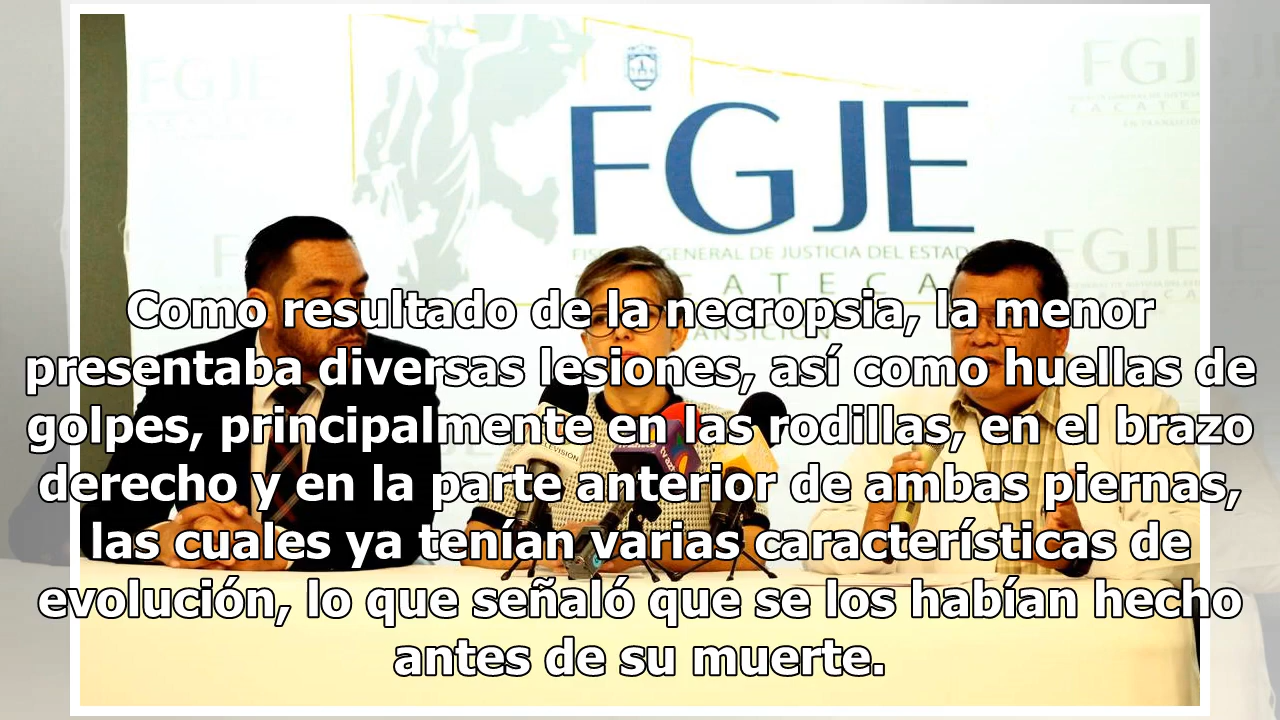 FGJE
FISCALÍA GENERAL DE JUSTICIA DEL ESTADO
ZACATECAS
EN TRANSICIÓN
FGJE
Como resultado de la necropsia, la menor
presentaba diversas lesiones, así como huellas de
golpes, principalmente en las rodillas, en el brazo
derecho y en la parte anterior de ambas piernas,
las cuales ya tenían varias características de
evolución, lo que señaló que se los habían hecho
antes de su muerte.